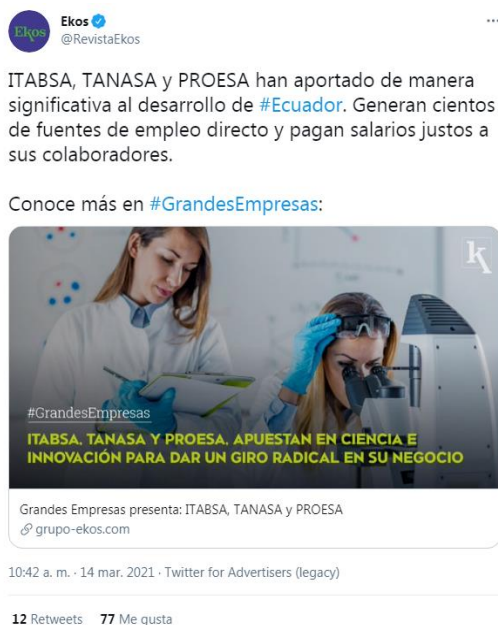 Ekos
Ekos
@RevistaEkos
ITABSA, TANASA y PROESA han aportado de manera
significativa al desarrollo de #Ecuador. Generan cientos
de fuentes de empleo directo y pagan salarios justos a
sus colaboradores.
Conoce más en #GrandesEmpresas:
k
#GrandesEmpresas
ITABSA, TANASA Y PROESA, APUESTAN EN CIENCIA E
INNOVACIÓN PARA DAR UN GIRO RADICAL EN SU NEGOCIO
Grandes Empresas presenta: ITABSA, TANASA y PROESA
grupo-ekos.com
10:42 a. m. · 14 mar. 2021 · Twitter for Advertisers (legacy)
12 Retweets 77 Me gusta